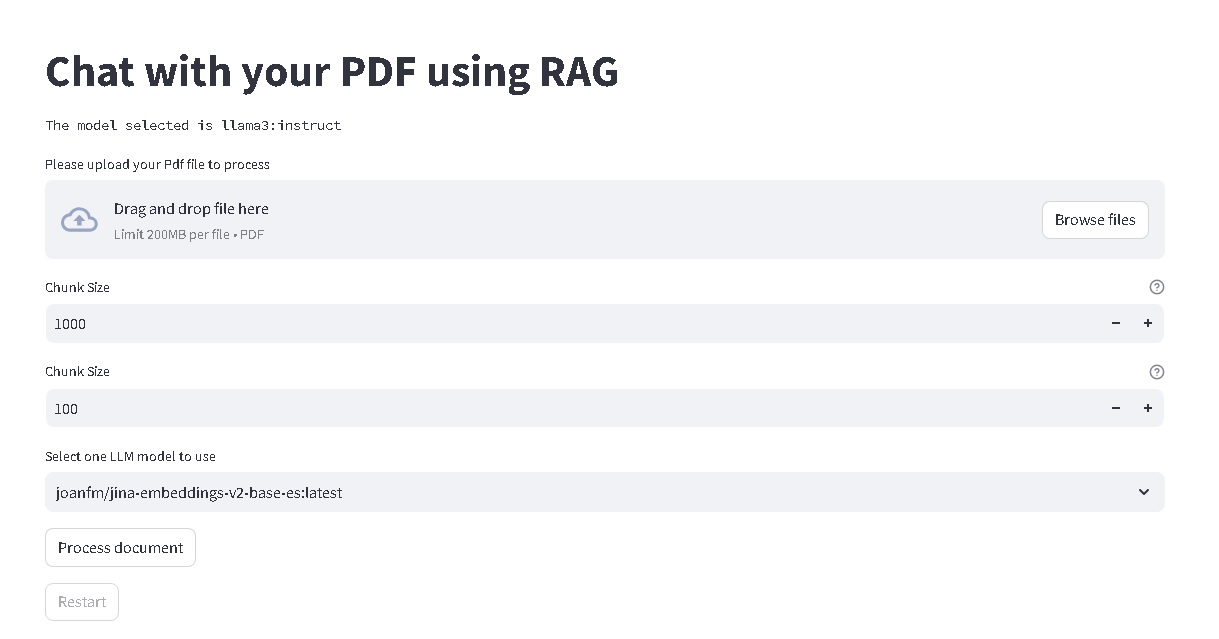 Chat with your PDF using RAG
The model selected is llama3:instruct
Please upload your Pdf file to process
Drag and drop file here
Limit 200MB per file • PDF
Browse files
Chunk Size
1000
Chunk Size
100
Select one LLM model to use
joanfm/jina-embeddings-v2-base-es:latest
Process document
Restart